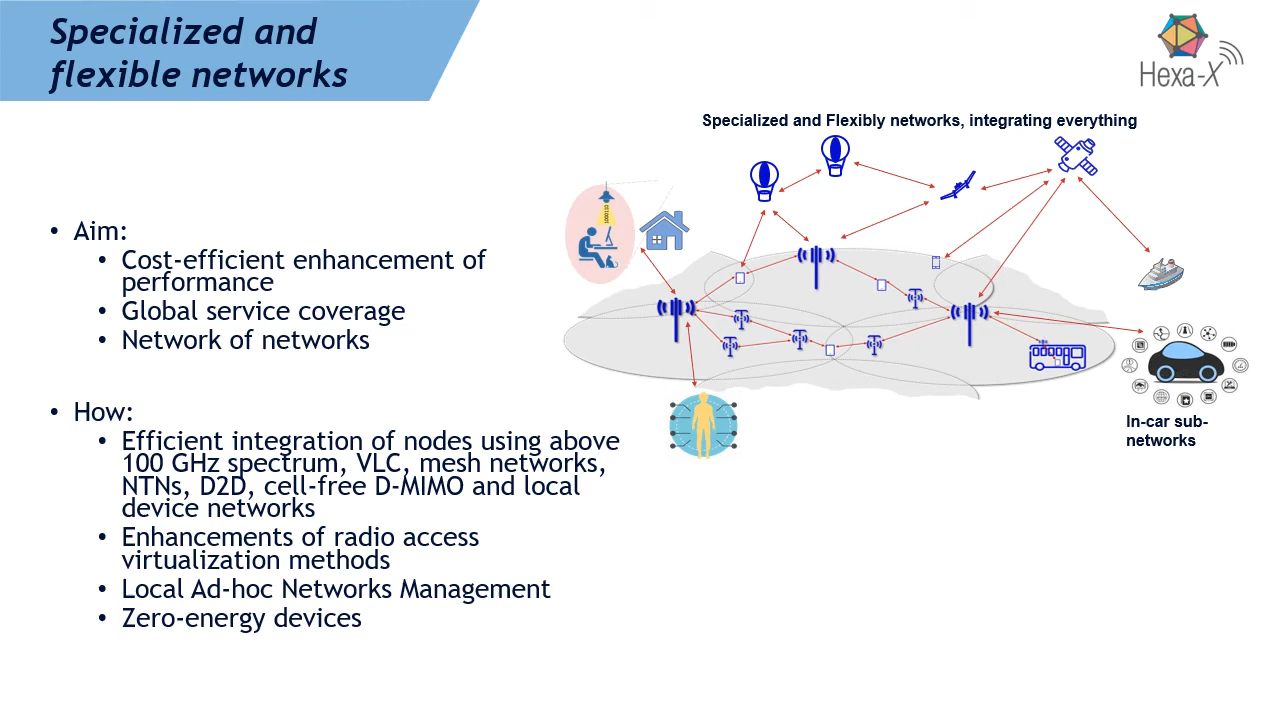 Specialized and
flexible networks
Hexa-X
Specialized and Flexibly networks, integrating everything
• Aim:
• Cost-efficient enhancement of
performance
• Global service coverage
• Network of networks
• How:
• Efficient integration of nodes using above
100 GHz spectrum, VLC, mesh networks,
NTNs, D2D, cell-free D-MIMO and local
device networks
• Enhancements of radio access
virtualization methods
• Local Ad-hoc Networks Management
• Zero-energy devices
In-car sub-
networks